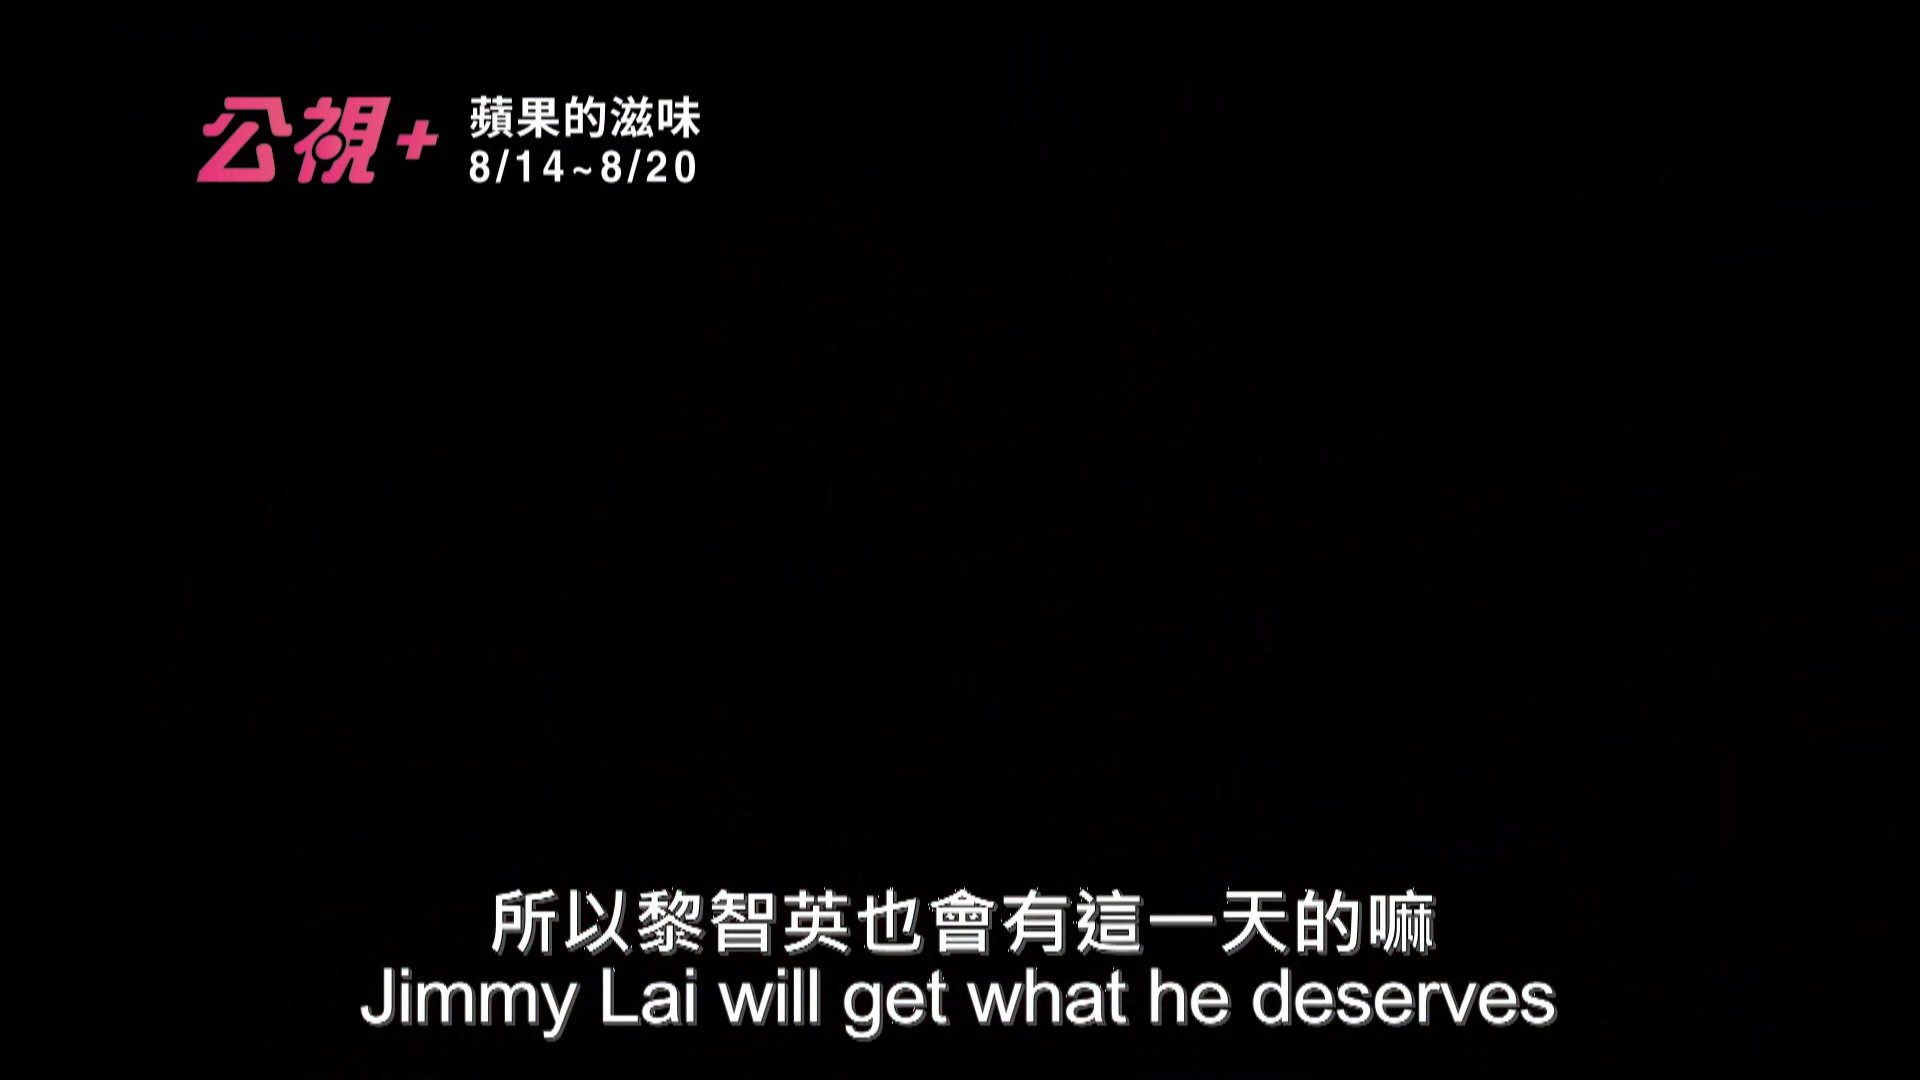 公視+
蘋果的滋味
8/14~8/20
所以黎智英也會有這一天的嘛
Jimmy Lai will get what he deserves